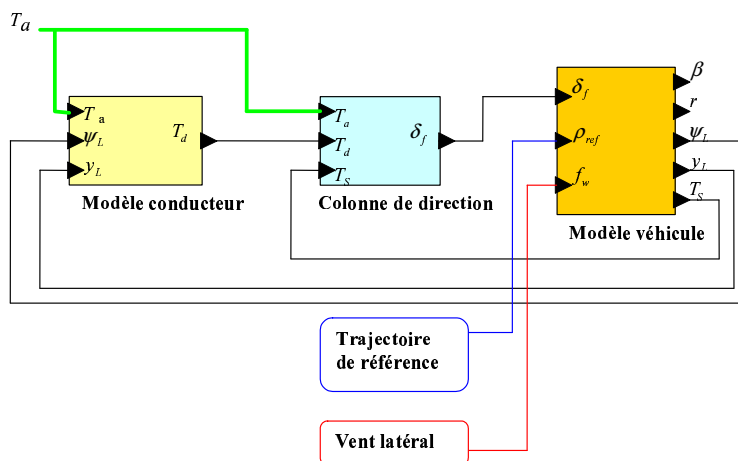 T_a
T_a
ψ_L
y_L
T_d
Modèle conducteur
T_a
T_d
T_S
δ_f
Colonne de direction
δ_f
ρ_ref
f_w
β
r
ψ_L
y_L
T_S
Modèle véhicule
Trajectoire
de référence
Vent latéral